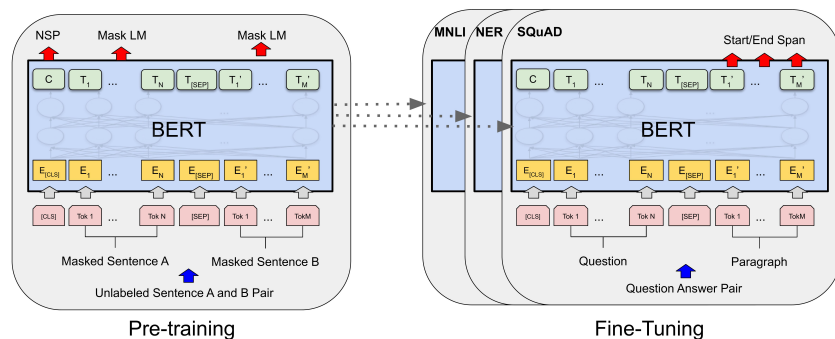 NSP Mask LM Mask LM
C T1 ... TN T[SEP] T1' ... TM'
BERT
E[CLS] E1 ... EN E[SEP] E1' ... EM'
[CLS] Tok 1 ... Tok N [SEP] Tok 1 ... TokM
Masked Sentence A Masked Sentence B
Unlabeled Sentence A and B Pair
Pre-training
MNLI NER SQuAD
Start/End Span
C T1 ... TN T[SEP] T1' ... TM'
BERT
E[CLS] E1 ... EN E[SEP] E1' ... EM'
[CLS] Tok 1 ... Tok N [SEP] Tok 1 ... TokM
Question Paragraph
Question Answer Pair
Fine-Tuning